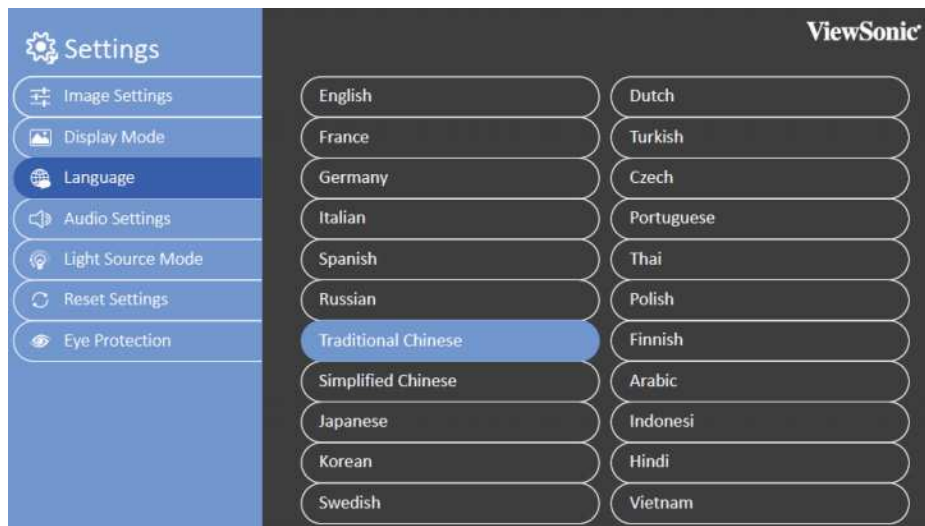 Settings
ViewSonic
Image Settings
Display Mode
Language
Audio Settings
Light Source Mode
Reset Settings
Eye Protection
English
France
Germany
Italian
Spanish
Russian
Traditional Chinese
Simplified Chinese
Japanese
Korean
Swedish
Dutch
Turkish
Czech
Portuguese
Thai
Polish
Finnish
Arabic
Indonesi
Hindi
Vietnam